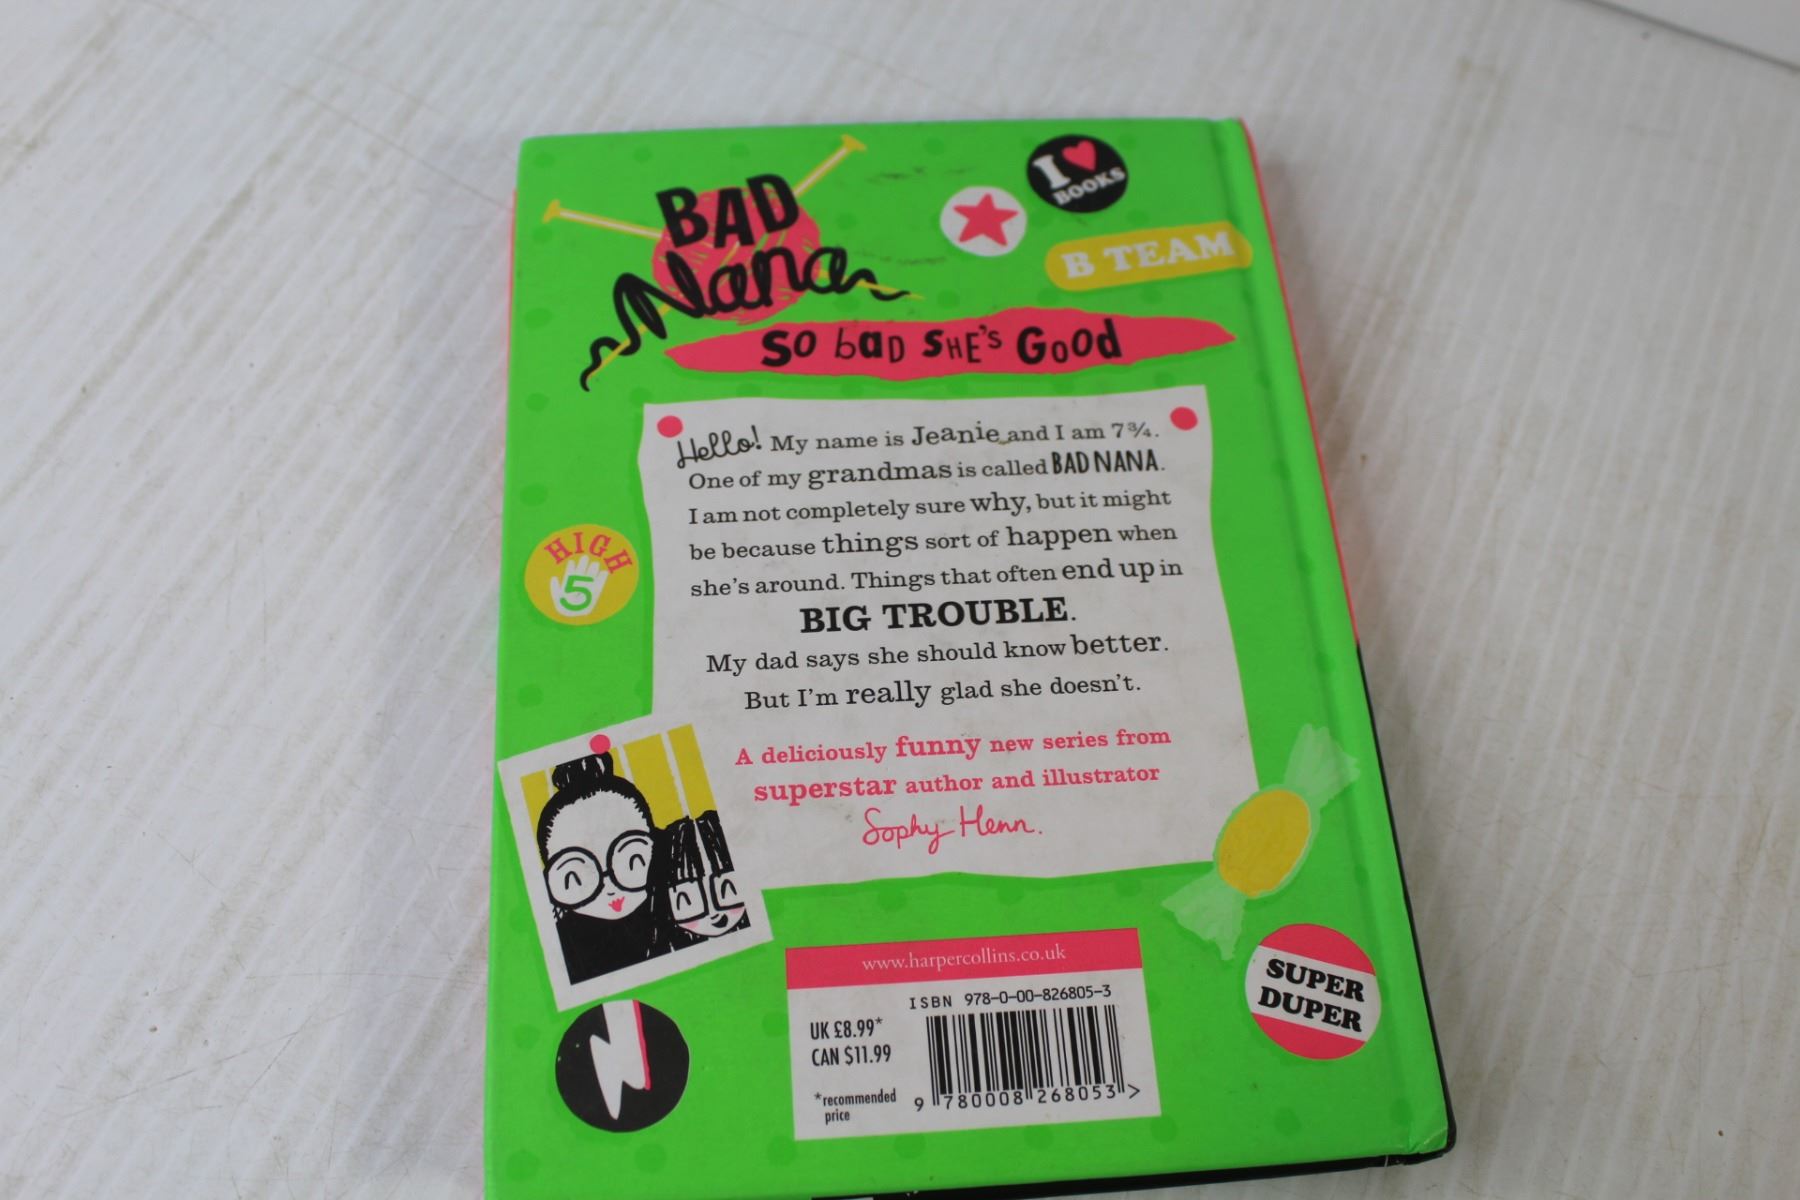 BAD
Nana
I ♥
BOOKS
B TEAM
So bad SHE'S Good
Hello! My name is Jeanie and I am 7¾.
One of my grandmas is called BAD NANA.
I am not completely sure why, but it might
be because things sort of happen when
she's around. Things that often end up in
BIG TROUBLE.
My dad says she should know better.
But I'm really glad she doesn't.
HIGH
5
A deliciously funny new series from
superstar author and illustrator
Sophy Henn.
SUPER
DUPER
www.harpercollins.co.uk
ISBN 978-0-00-826805-3
UK £8.99*
CAN $11.99
*recommended
price
9 780008 268053 >